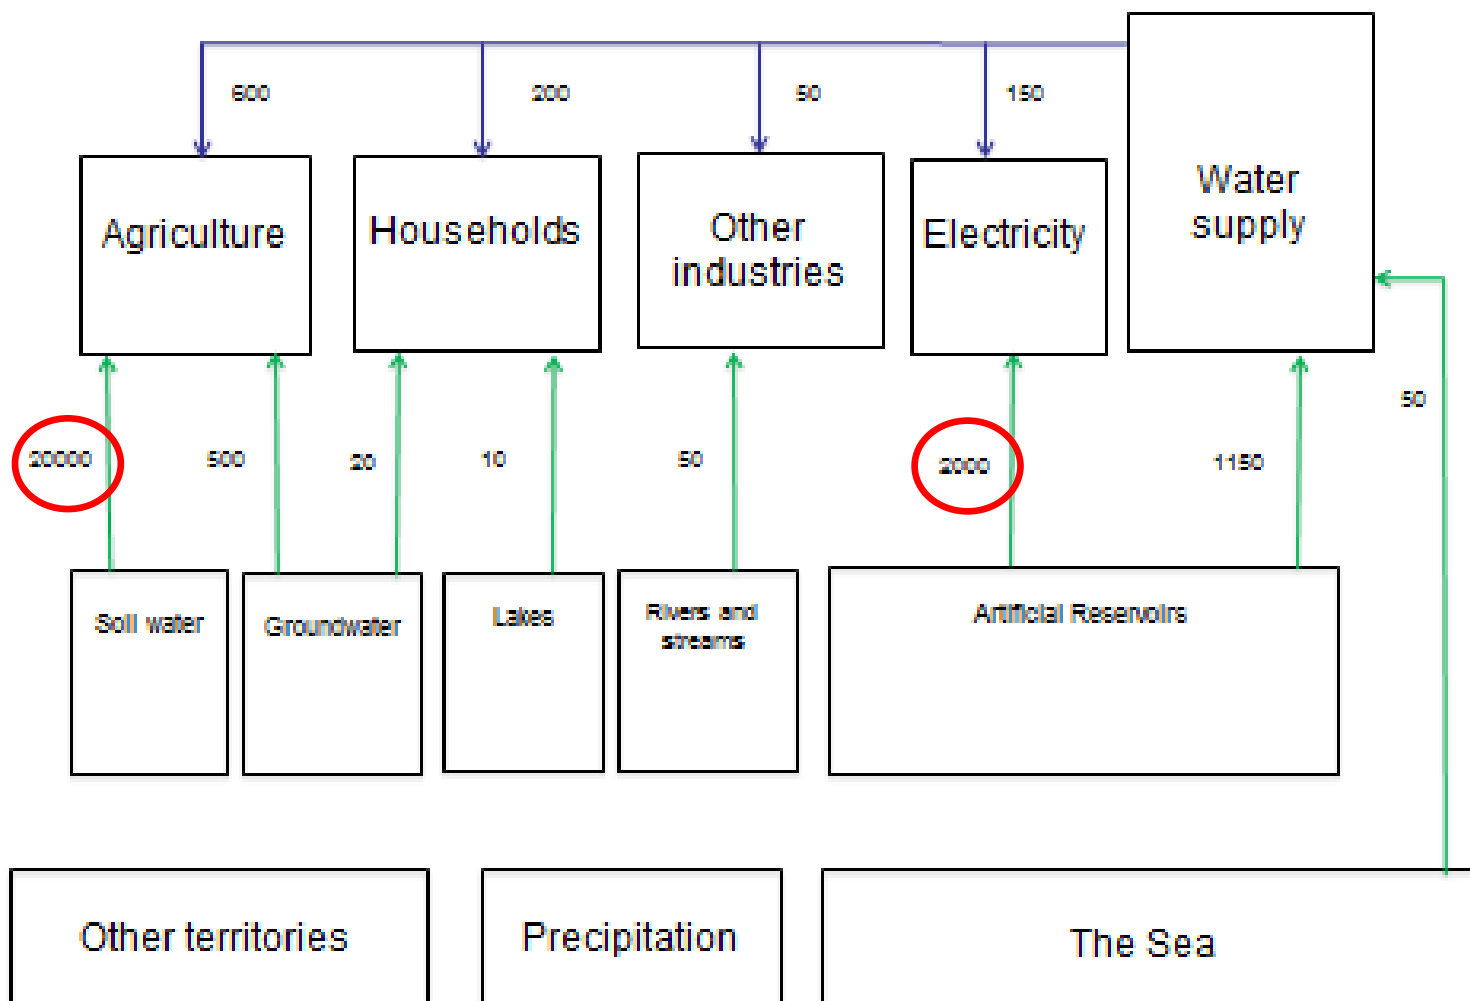 600
200
50
150
Water
supply
Agriculture
Households
Other
industries
Electricity
50
20000
500
20
10
50
2000
1150
Soil water
Groundwater
Lakes
Rivers and
streams
Artificial Reservoirs
Other territories
Precipitation
The Sea